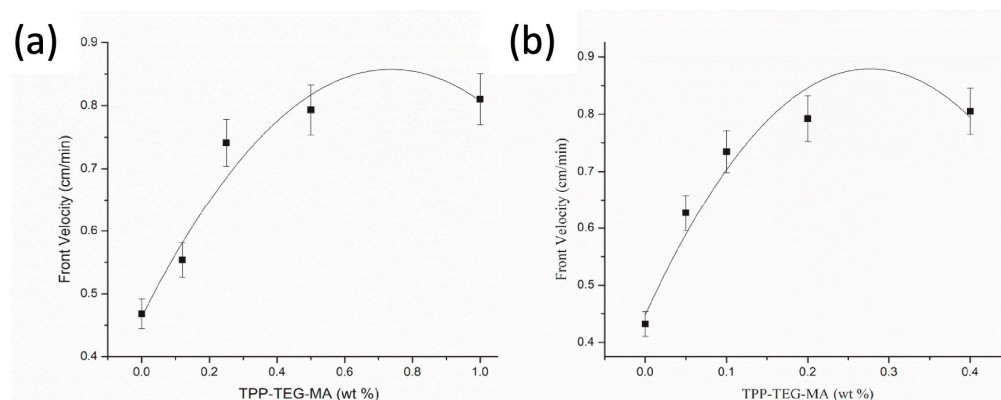 (a)
0.9
0.8
0.7
0.6
0.5
0.4
Front Velocity (cm/min)
0.0 0.2 0.4 0.6 0.8 1.0
TPP-TEG-MA (wt %)
(b)
0.9
0.8
0.7
0.6
0.5
0.4
Front Velocity (cm/min)
0.0 0.1 0.2 0.3 0.4
TPP-TEG-MA (wt %)